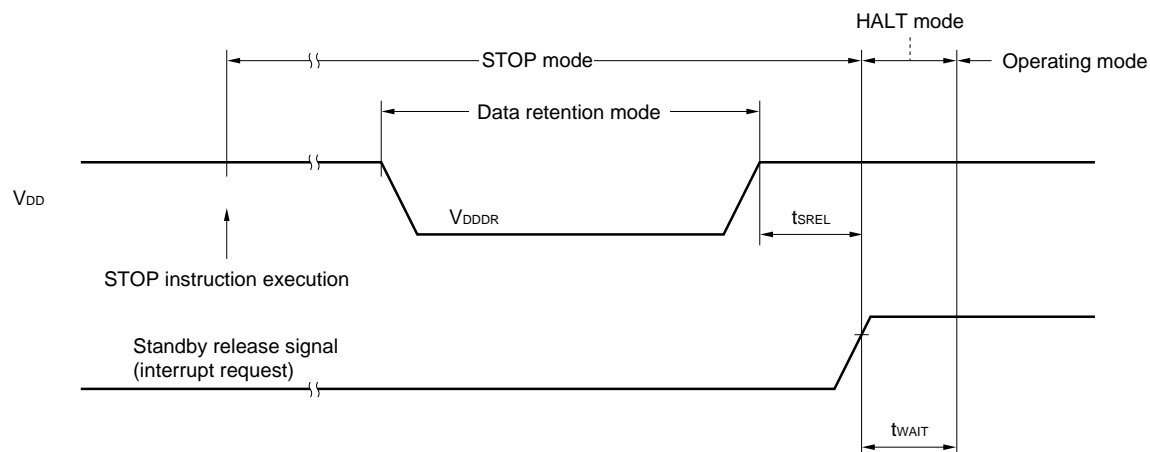 HALT mode
STOP mode
Operating mode
Data retention mode
VDD
VDDDR
tSREL
STOP instruction execution
Standby release signal
(interrupt request)
tWAIT